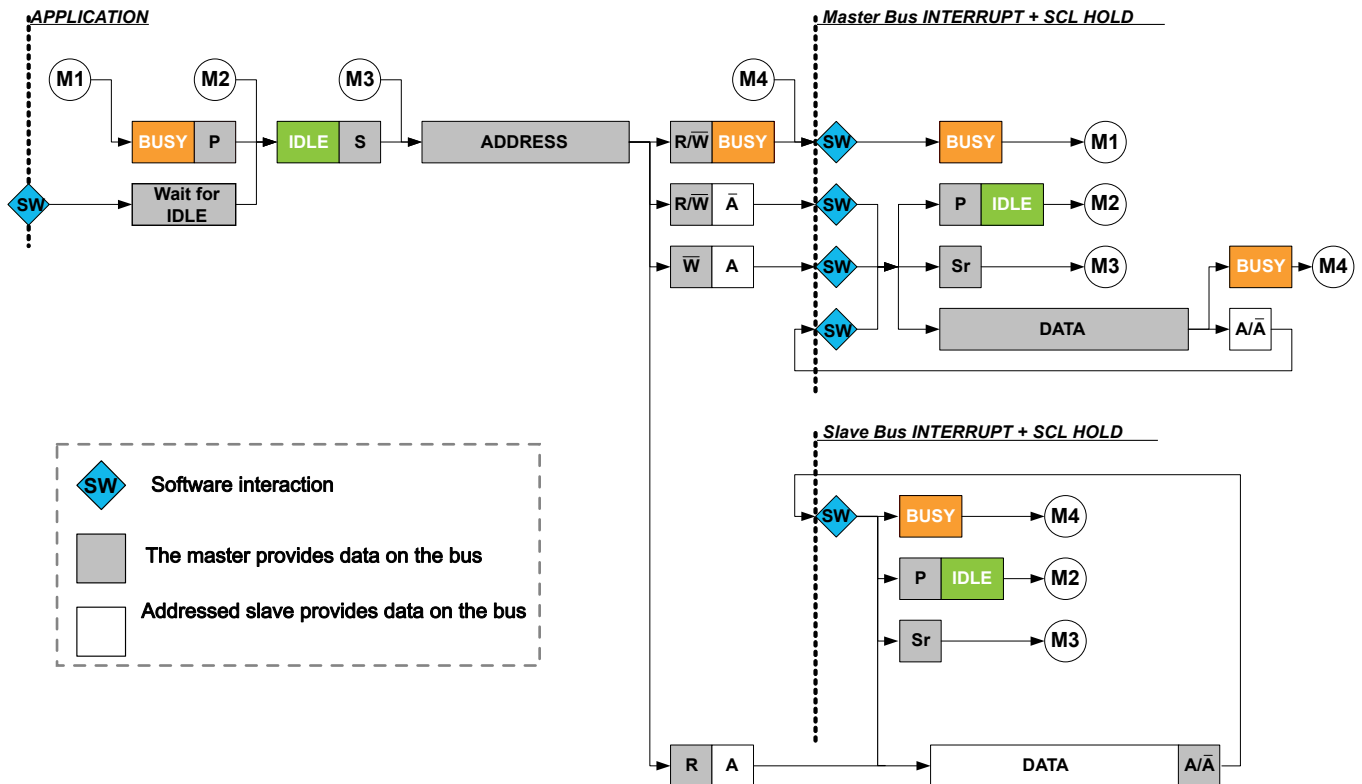 APPLICATION
Master Bus INTERRUPT + SCL HOLD
M1
M2
M3
M4
BUSY P
IDLE S
ADDRESS
R/W̅ BUSY
SW
BUSY
M1
SW
Wait for
IDLE
R/W̅ A̅
SW
P IDLE
M2
W̅ A
SW
Sr
M3
BUSY
M4
SW
DATA
A/A̅
Slave Bus INTERRUPT + SCL HOLD
SW
Software interaction
The master provides data on the bus
Addressed slave provides data on the bus
SW
BUSY
M4
P IDLE
M2
Sr
M3
R A
DATA
A/A̅